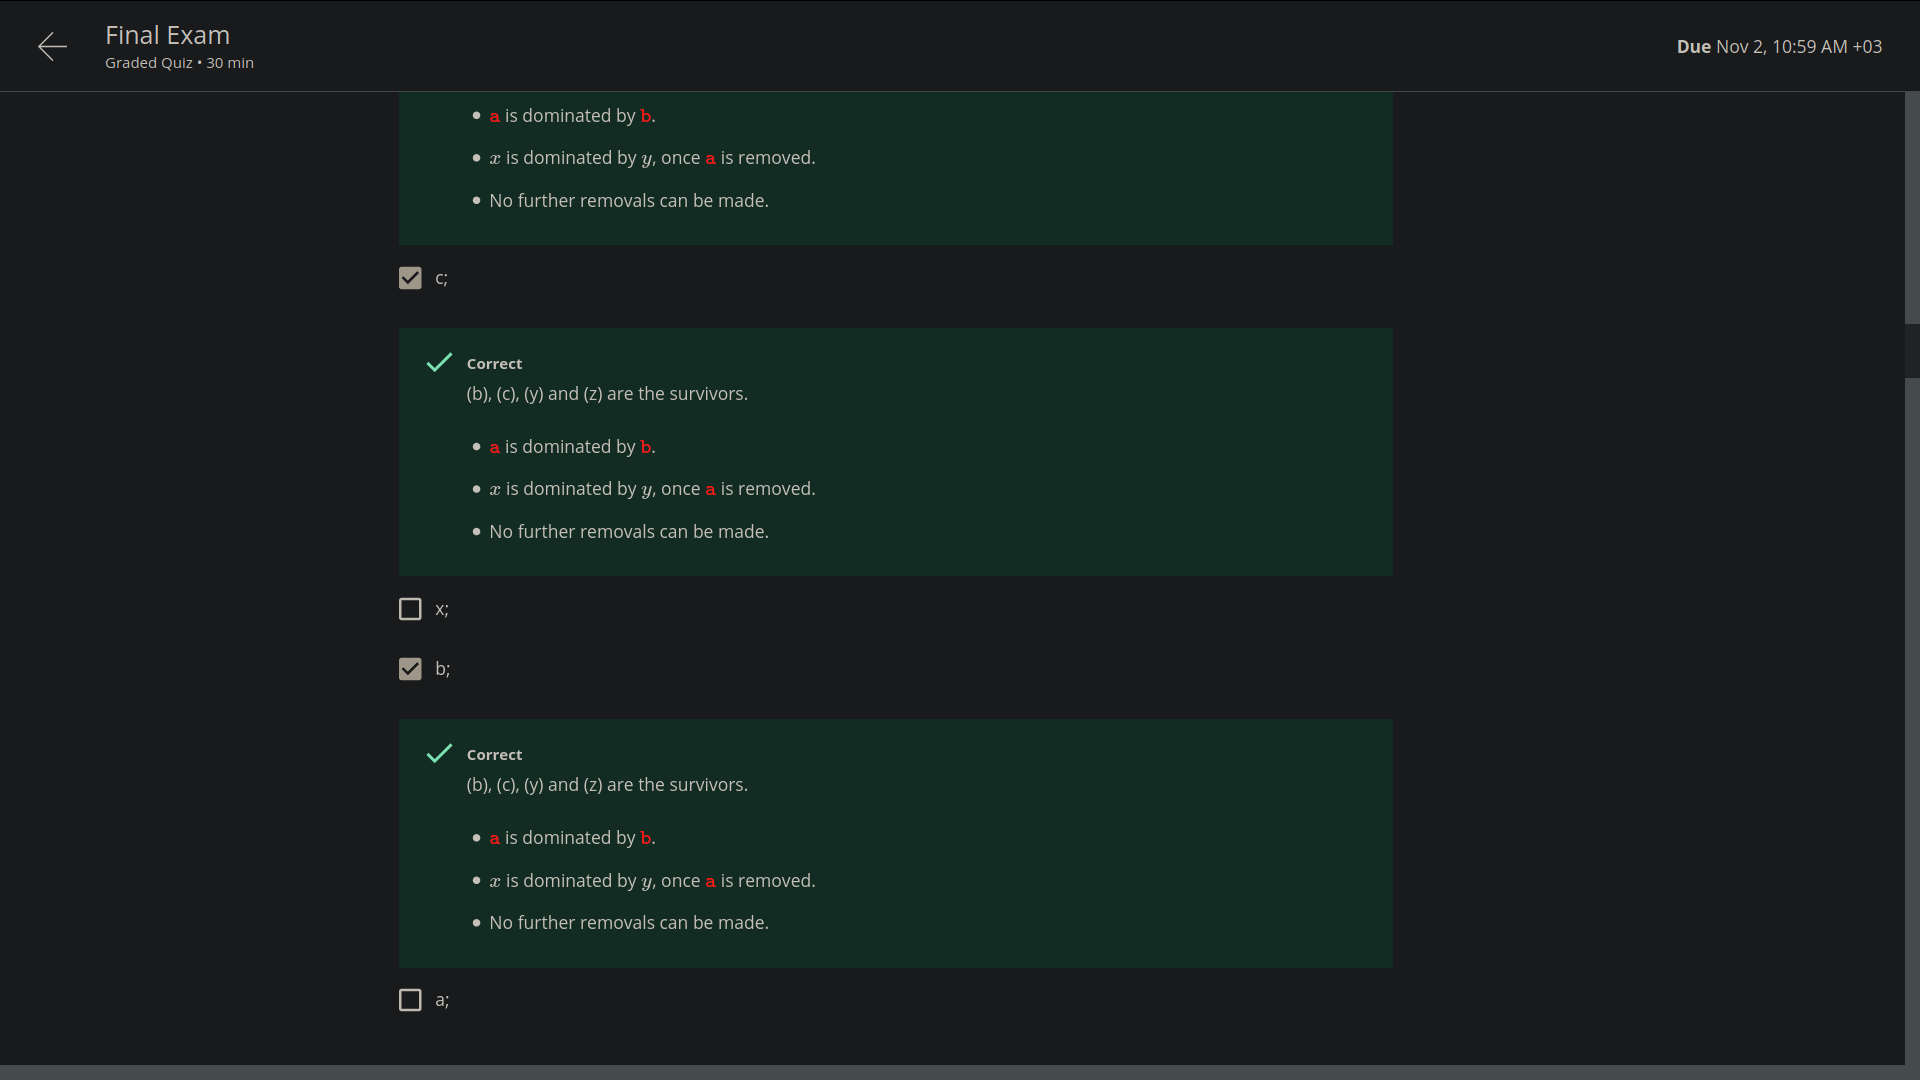 Final Exam
Graded Quiz • 30 min
Due Nov 2, 10:59 AM +03
• a is dominated by b.
• x is dominated by y, once a is removed.
• No further removals can be made.
c;
Correct
(b), (c), (y) and (z) are the survivors.
• a is dominated by b.
• x is dominated by y, once a is removed.
• No further removals can be made.
x;
b;
Correct
(b), (c), (y) and (z) are the survivors.
• a is dominated by b.
• x is dominated by y, once a is removed.
• No further removals can be made.
a;